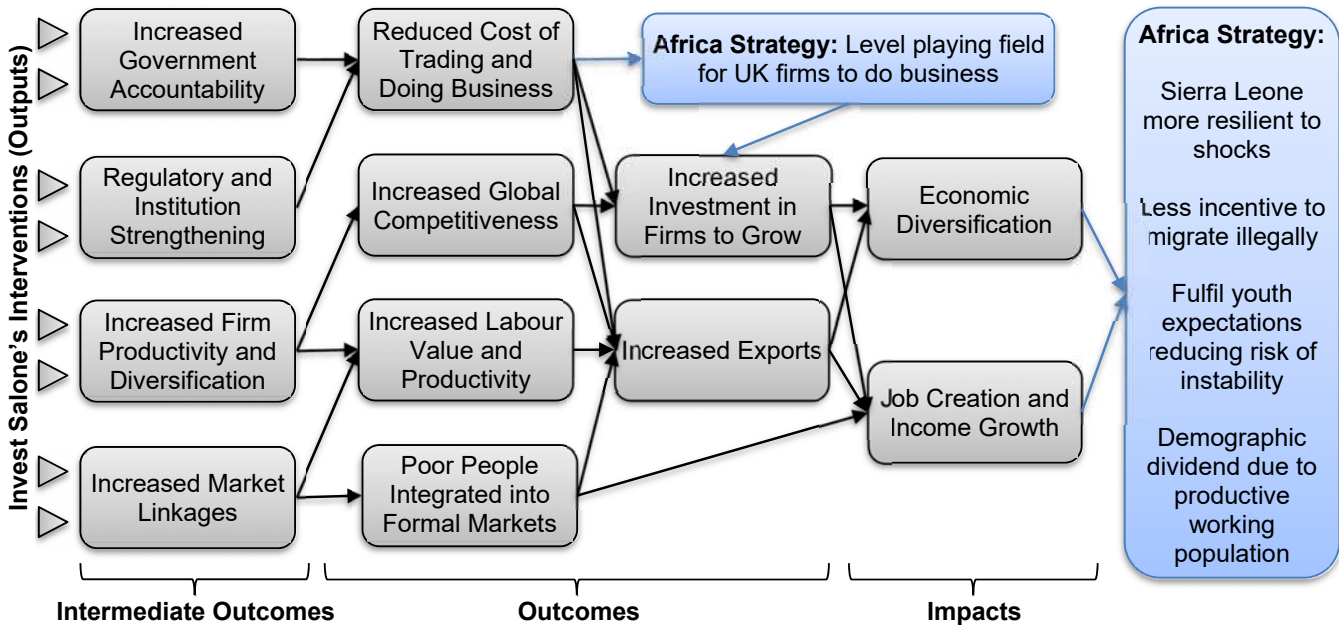 Invest Salone's Interventions (Outputs)
Increased
Government
Accountability
Regulatory and
Institution
Strengthening
Increased Firm
Productivity and
Diversification
Increased Market
Linkages
Reduced Cost of
Trading and
Doing Business
Increased Global
Competitiveness
Increased Labour
Value and
Productivity
Poor People
Integrated into
Formal Markets
Africa Strategy: Level playing field
for UK firms to do business
Increased
Investment in
Firms to Grow
Increased Exports
Economic
Diversification
Job Creation and
Income Growth
Africa Strategy:
Sierra Leone
more resilient to
shocks
Less incentive to
migrate illegally
Fulfil youth
expectations
reducing risk of
instability
Demographic
dividend due to
productive
working
population
Intermediate Outcomes
Outcomes
Impacts